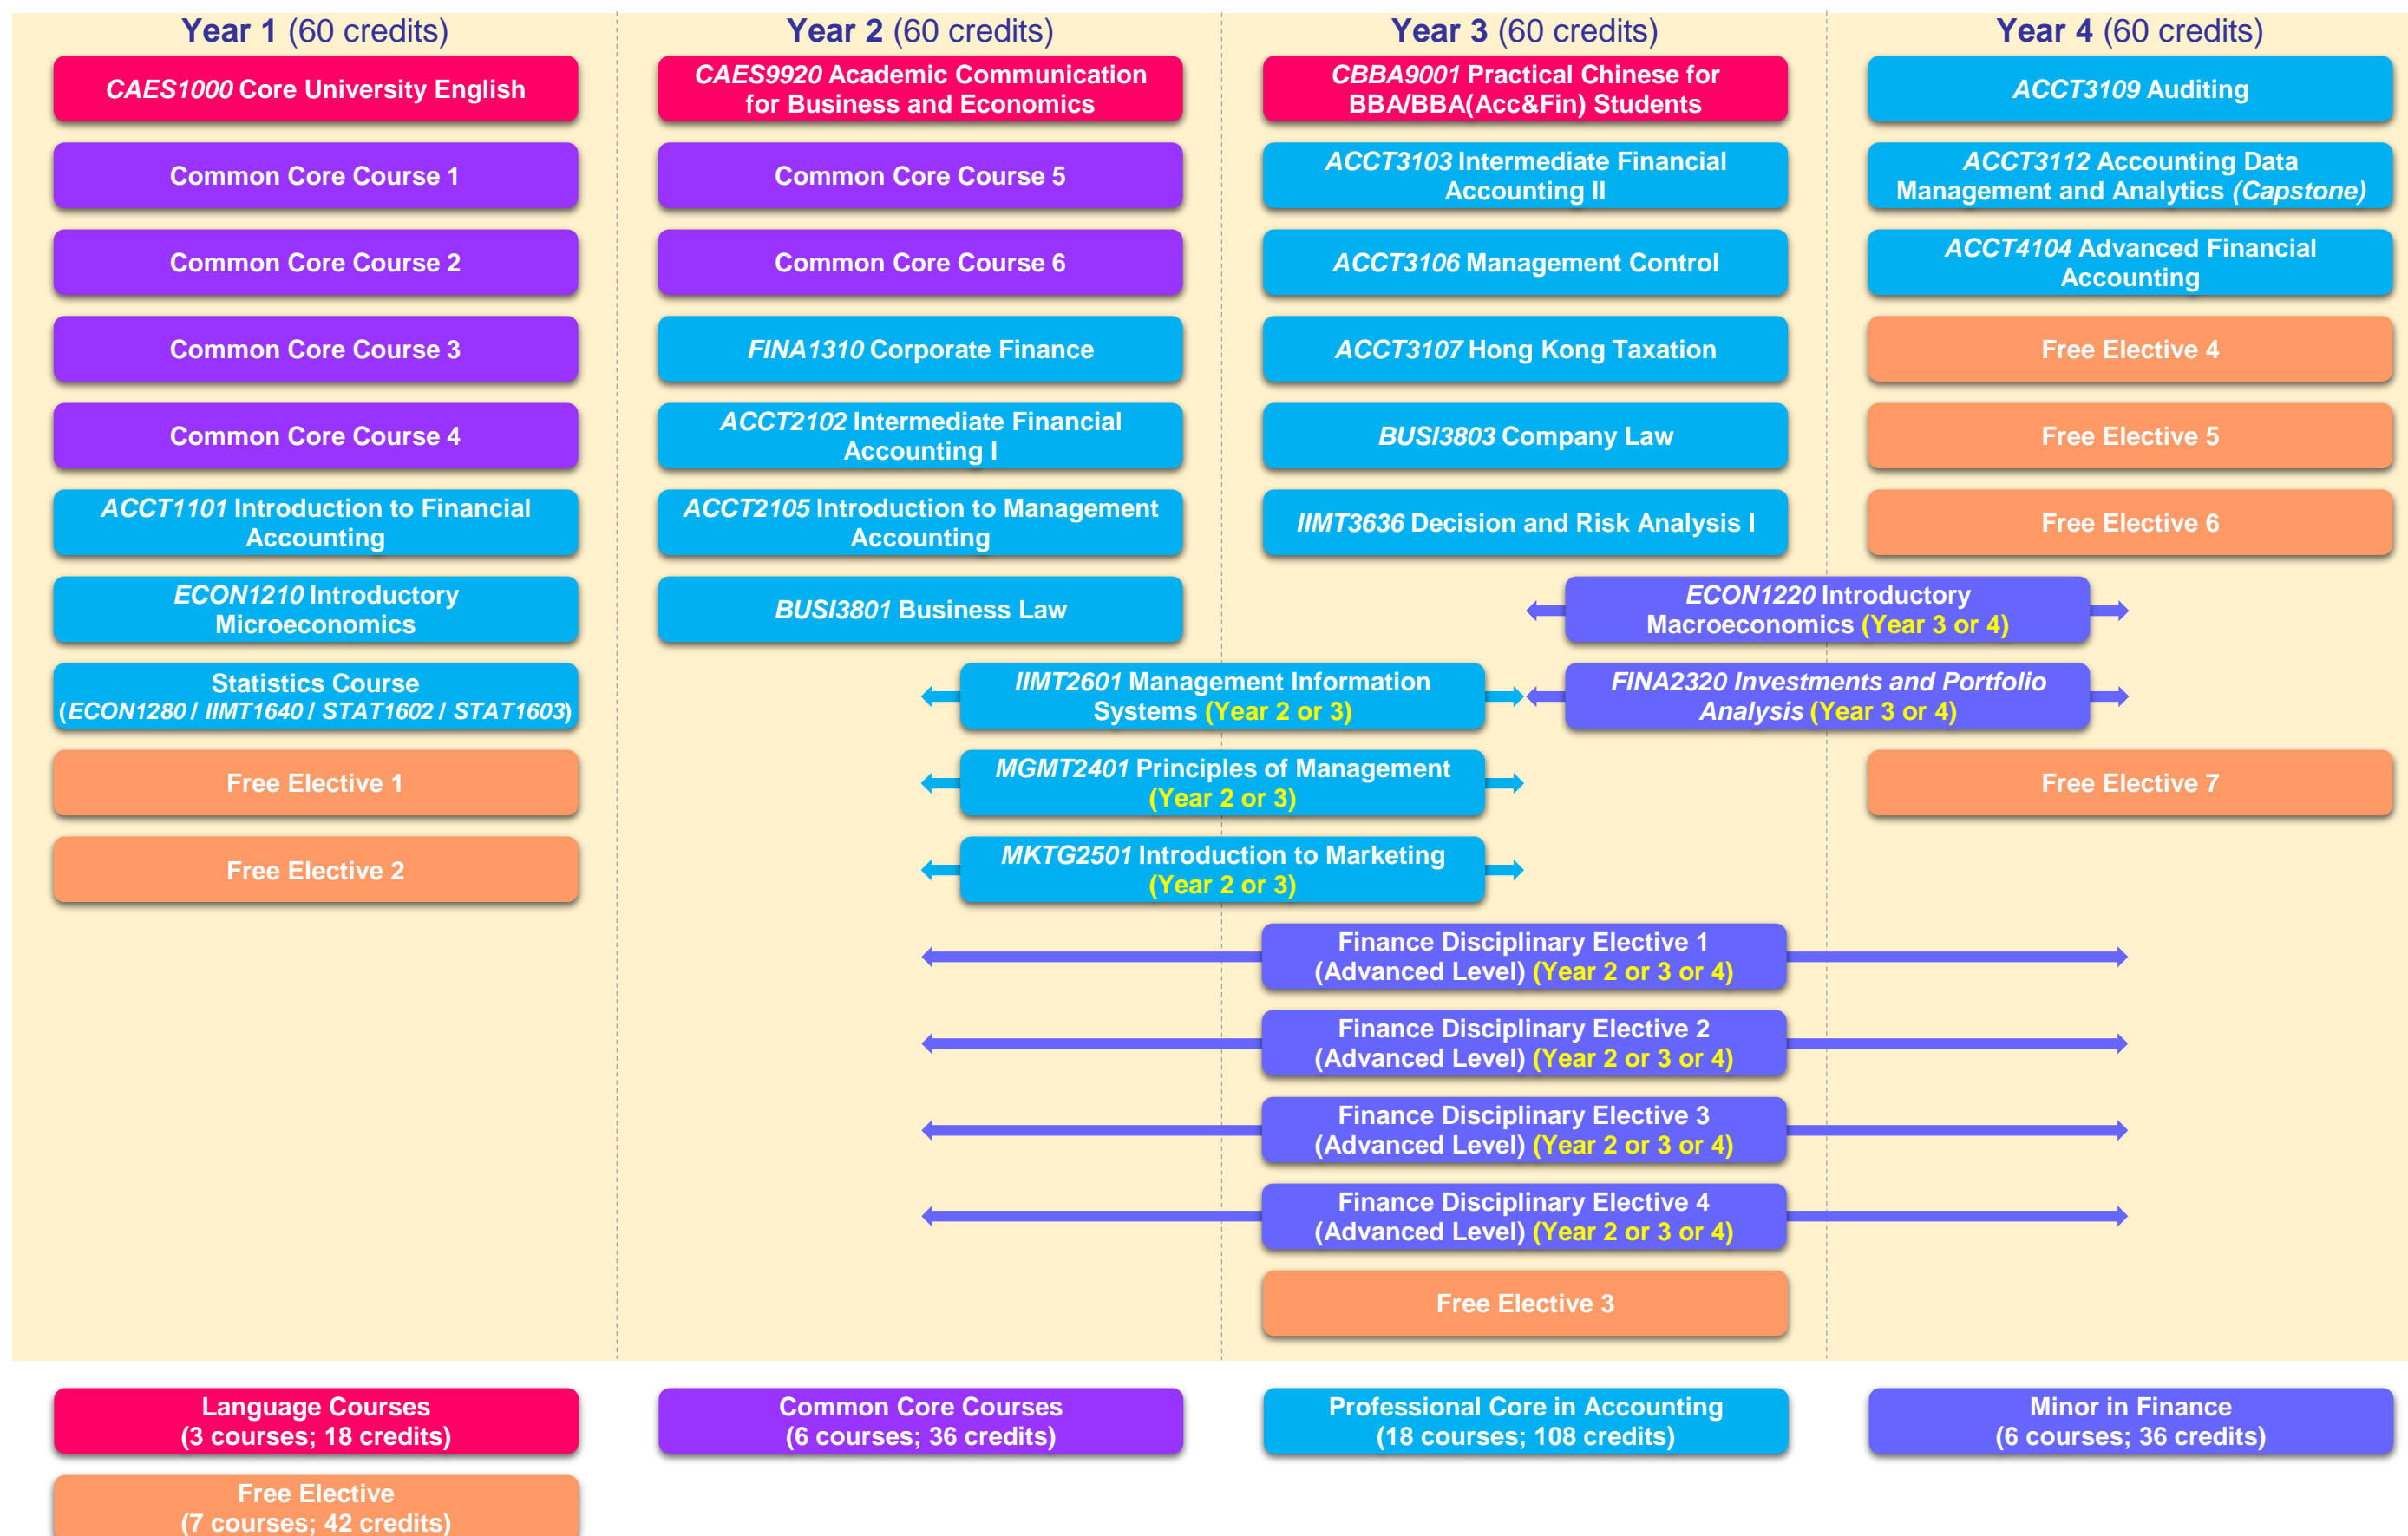 Year 1 (60 credits)
CAES1000 Core University English
Common Core Course 1
Common Core Course 2
Common Core Course 3
Common Core Course 4
ACCT1101 Introduction to Financial
Accounting
ECON1210 Introductory
Microeconomics
Statistics Course
(ECON1280 / IIMT1640 / STAT1602 / STAT1603)
Free Elective 1
Free Elective 2
Year 2 (60 credits)
CAES9920 Academic Communication
for Business and Economics
Common Core Course 5
Common Core Course 6
FINA1310 Corporate Finance
ACCT2102 Intermediate Financial
Accounting I
ACCT2105 Introduction to Management
Accounting
BUSI3801 Business Law
IIMT2601 Management Information
Systems (Year 2 or 3)
MGMT2401 Principles of Management
(Year 2 or 3)
MKTG2501 Introduction to Marketing
(Year 2 or 3)
Year 3 (60 credits)
CBBA9001 Practical Chinese for
BBA/BBA(Acc&Fin) Students
ACCT3103 Intermediate Financial
Accounting II
ACCT3106 Management Control
ACCT3107 Hong Kong Taxation
BUSI3803 Company Law
IIMT3636 Decision and Risk Analysis I
ECON1220 Introductory
Macroeconomics (Year 3 or 4)
FINA2320 Investments and Portfolio
Analysis (Year 3 or 4)
Finance Disciplinary Elective 1
(Advanced Level) (Year 2 or 3 or 4)
Finance Disciplinary Elective 2
(Advanced Level) (Year 2 or 3 or 4)
Finance Disciplinary Elective 3
(Advanced Level) (Year 2 or 3 or 4)
Finance Disciplinary Elective 4
(Advanced Level) (Year 2 or 3 or 4)
Free Elective 3
Year 4 (60 credits)
ACCT3109 Auditing
ACCT3112 Accounting Data
Management and Analytics (Capstone)
ACCT4104 Advanced Financial
Accounting
Free Elective 4
Free Elective 5
Free Elective 6
Free Elective 7
Language Courses
(3 courses; 18 credits)
Common Core Courses
(6 courses; 36 credits)
Professional Core in Accounting
(18 courses; 108 credits)
Minor in Finance
(6 courses; 36 credits)
Free Elective
(7 courses; 42 credits)